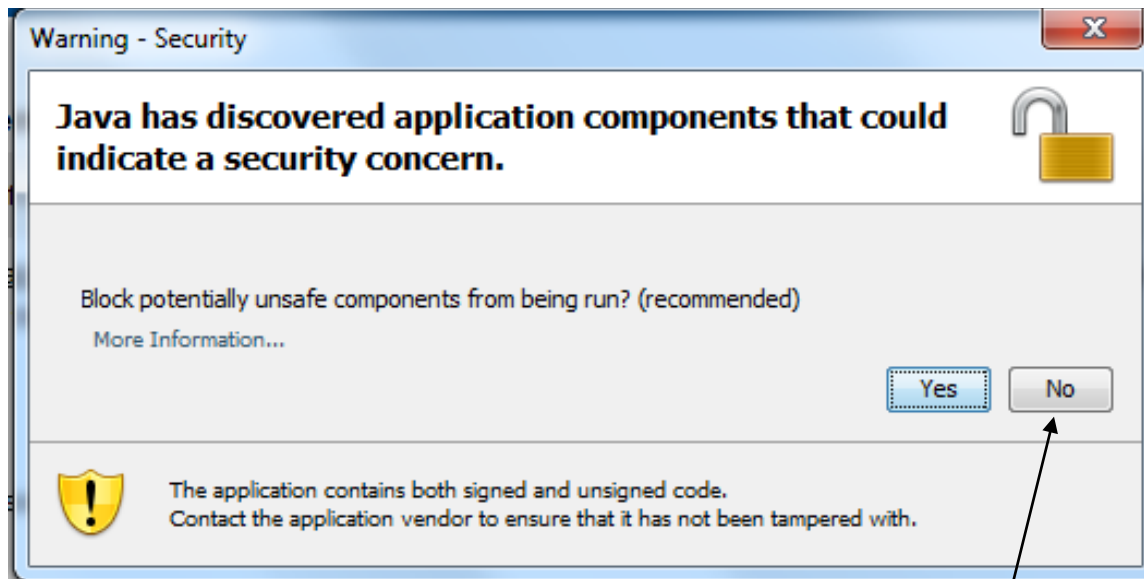 Warning - Security
Java has discovered application components that could
indicate a security concern.
Block potentially unsafe components from being run? (recommended)
More Information...
Yes No
The application contains both signed and unsigned code.
Contact the application vendor to ensure that it has not been tampered with.